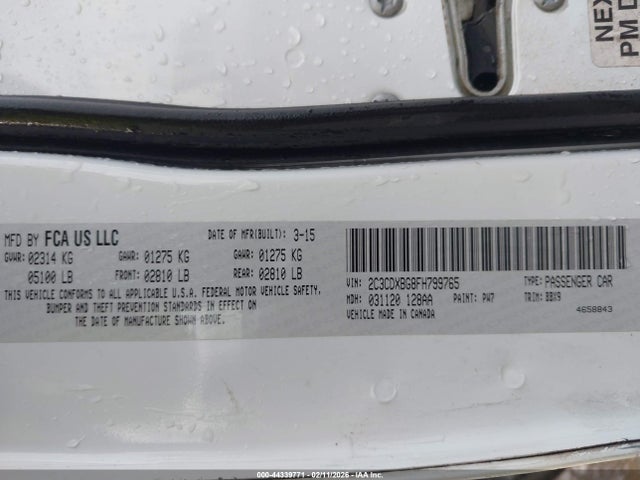 NEX
PM D
MFD BY FCA US LLC DATE OF MFR(BUILT): 3-15
GVWR: 02314 KG GAWR: 01275 KG GAWR: 01275 KG
05100 LB FRONT: 02810 LB REAR: 02810 LB
THIS VEHICLE CONFORMS TO ALL APPLICABLE U.S.A. FEDERAL MOTOR VEHICLE SAFETY,
BUMPER AND THEFT PREVENTION STANDARDS IN EFFECT ON
THE DATE OF MANUFACTURE SHOWN ABOVE.
VIN: 2C3CDXBG8FH799765 TYPE: PASSENGER CAR
MDH: 031120 128AA PAINT: PW7 TRIM: BBX9
VEHICLE MADE IN CANADA 4658843
000-44339771 - 02/11/2026 - IAA Inc.